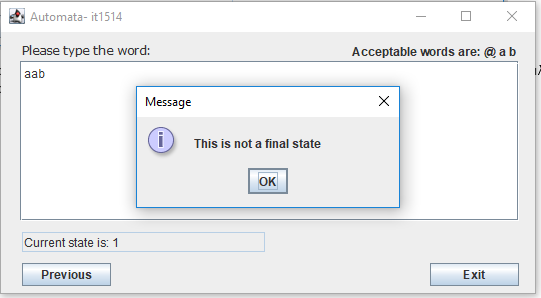 Automata- it1514
Please type the word:
Acceptable words are: @ a b
aab
Message
This is not a final state
OK
Current state is: 1
Previous
Exit